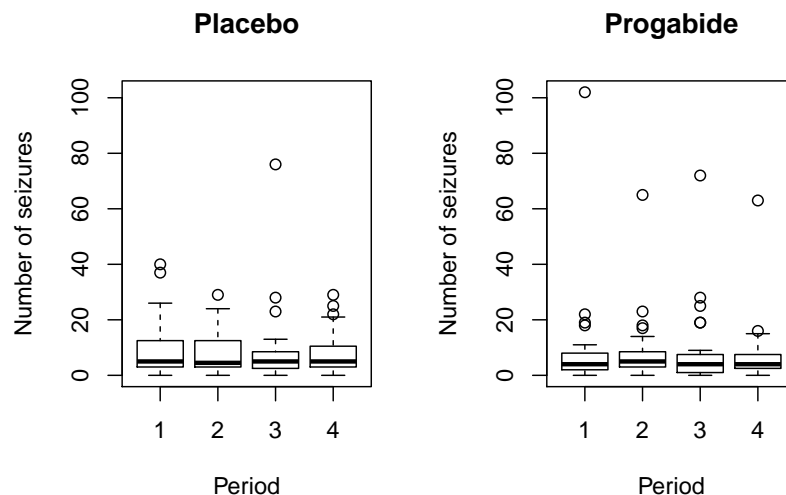 Placebo
Number of seizures
0 20 40 60 80 100
1 2 3 4
Period
Progabide
Number of seizures
0 20 40 60 80 100
1 2 3 4
Period